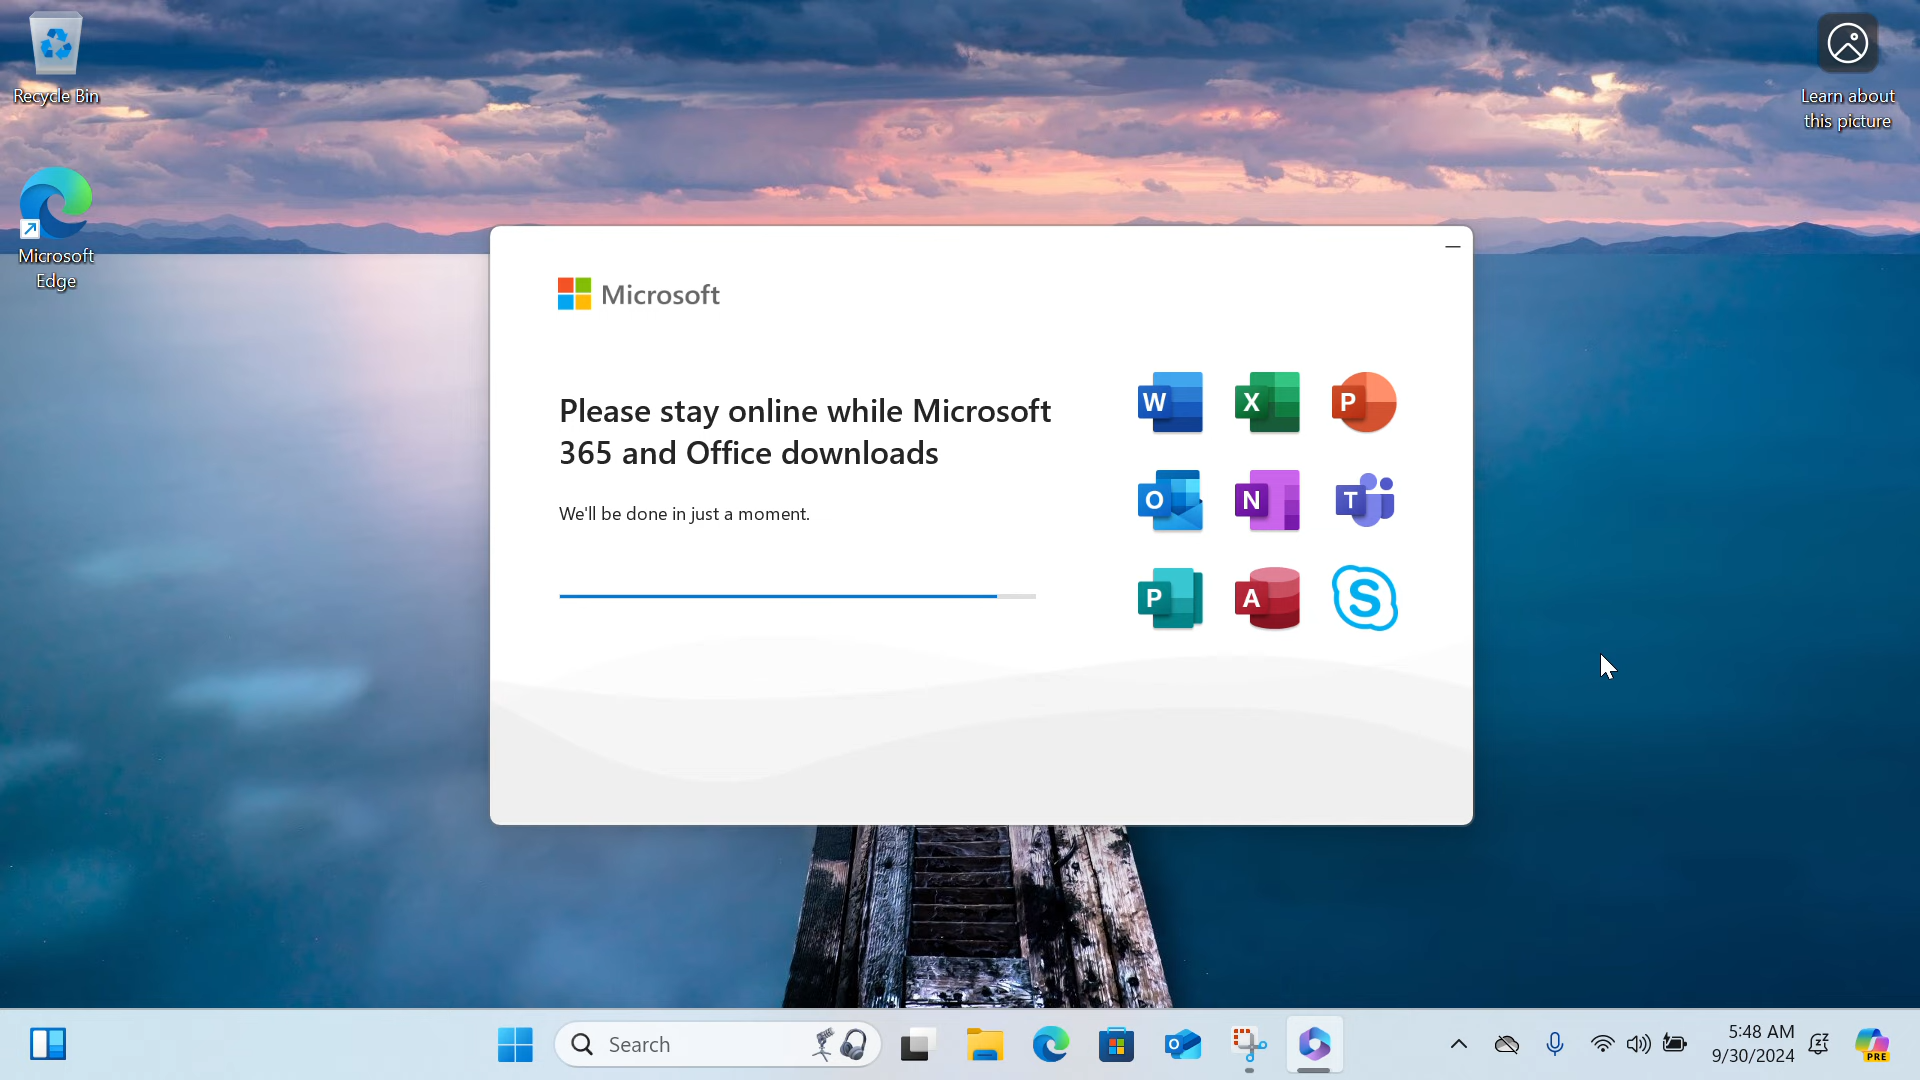 Recycle Bin
Learn about
this picture
Microsoft
Edge
Microsoft
Please stay online while Microsoft
365 and Office downloads
We'll be done in just a moment.
W X P
O N T
P A S
Search
O
5:48 AM
9/30/2024
PRE